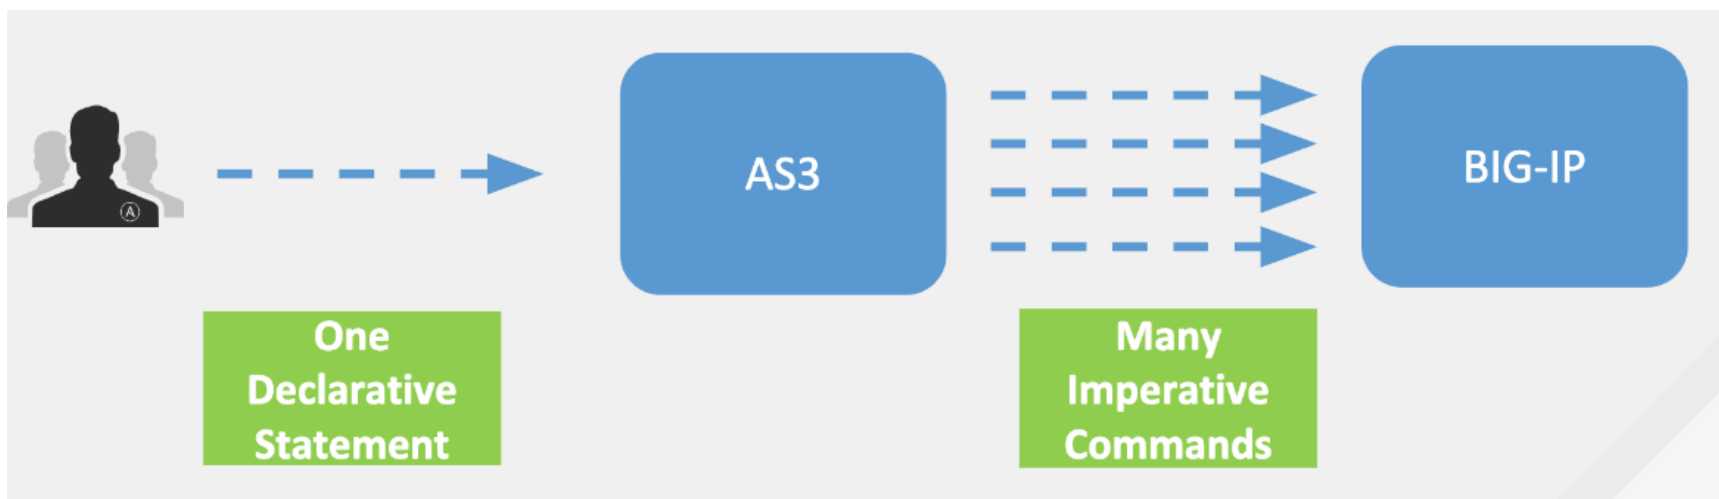 AS3
BIG-IP
A
One
Declarative
Statement
Many
Imperative
Commands